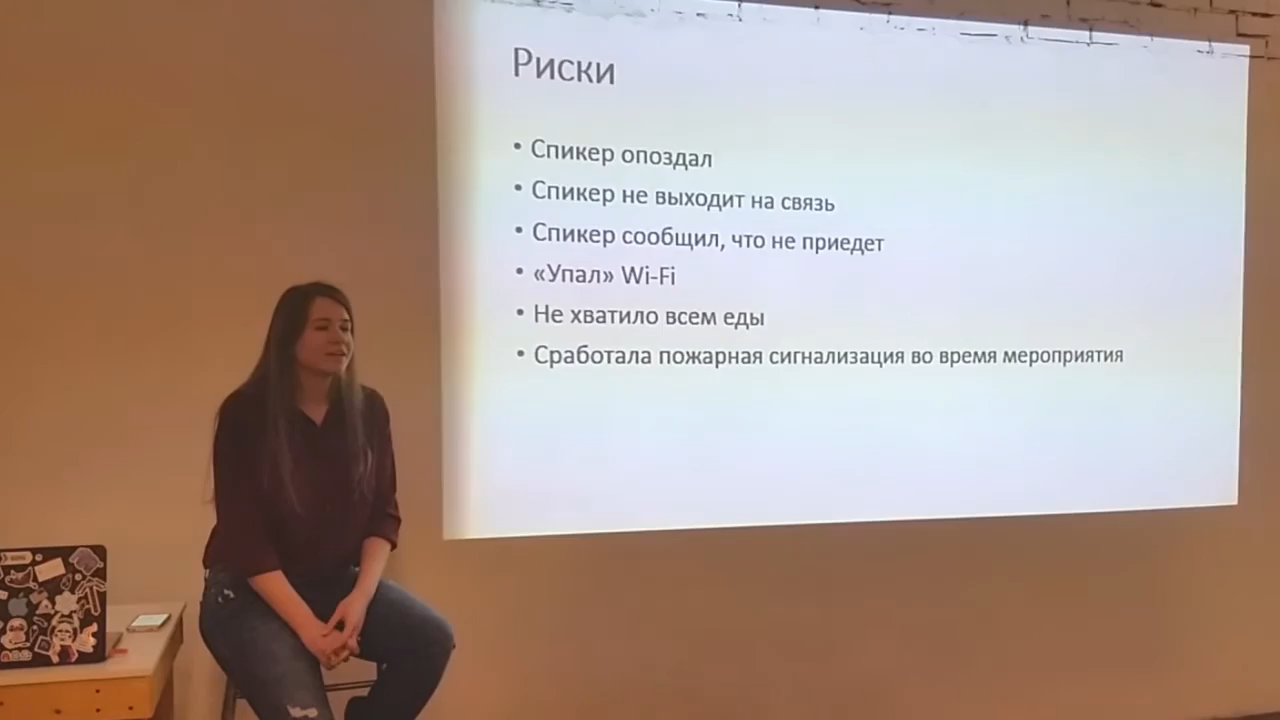 Риски
• Спикер опоздал
• Спикер не выходит на связь
• Спикер сообщил, что не приедет
• «Упал» Wi-Fi
• Не хватило всем еды
• Сработала пожарная сигнализация во время мероприятия